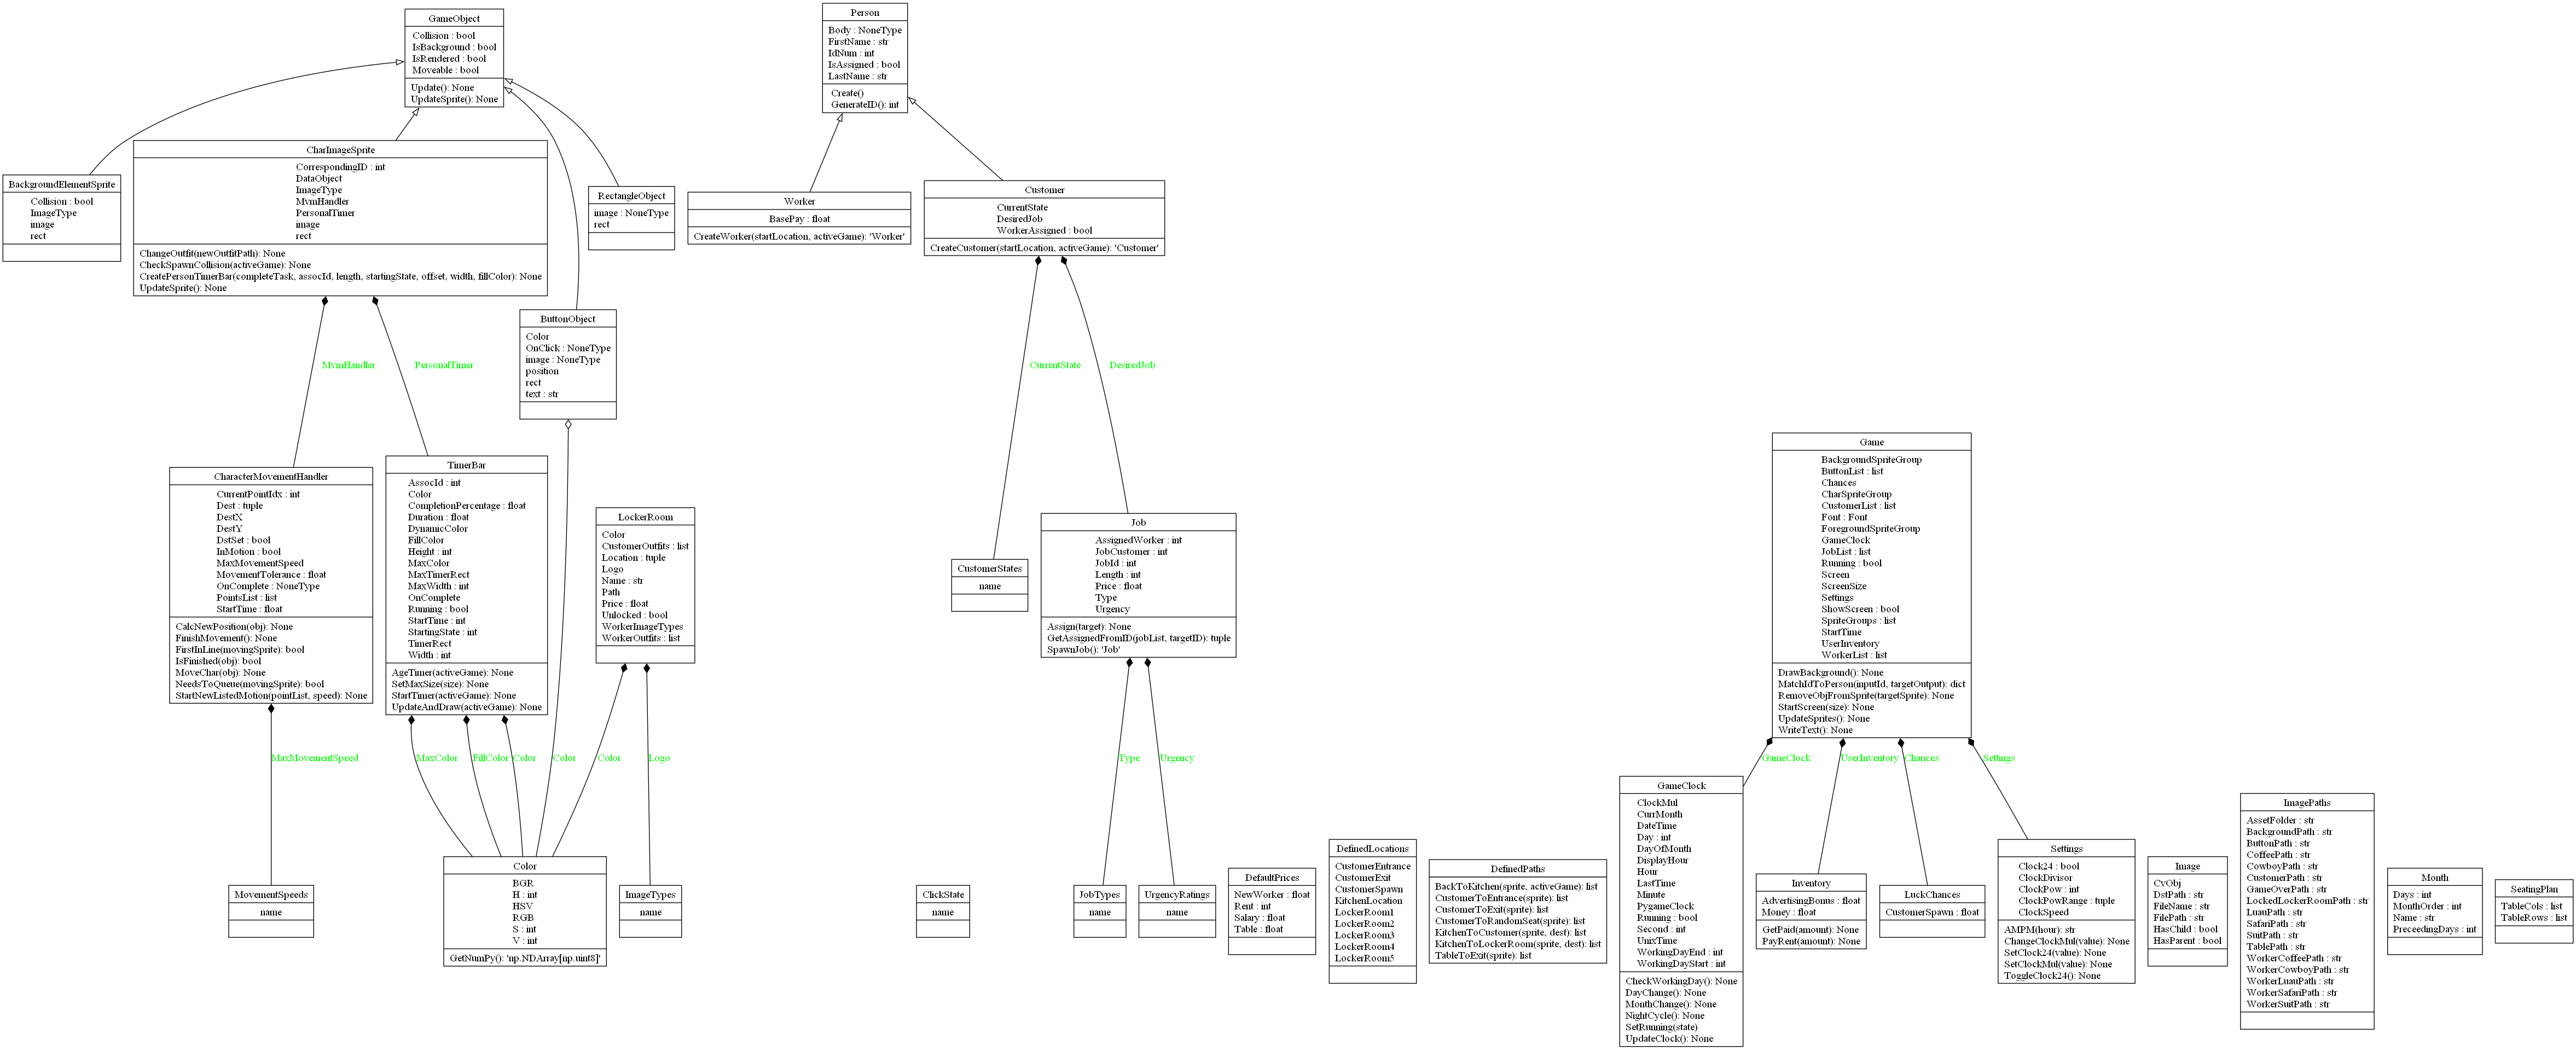 GameObject
Collision : bool
IsBackground : bool
IsRendered : bool
Moveable : bool
Update(): None
UpdateSprite(): None
Person
Body : NoneType
FirstName : str
IdNum : int
IsAssigned : bool
LastName : str
Create()
GenerateID(): int
BackgroundElementSprite
Collision : bool
ImageType
image
rect
CharImageSprite
CorrespondingID : int
DataObject
ImageType
MvmHandler
PersonalTimer
image
rect
ChangeOutfit(newOutfitPath): None
CheckSpawnCollision(activeGame): None
CreatePersonTimerBar(completeTask, assocId, length, startingState, offset, width, fillColor): None
UpdateSprite(): None
RectangleObject
image : NoneType
rect
Worker
BasePay : float
CreateWorker(startLocation, activeGame): 'Worker'
Customer
CurrentState
DesiredJob
WorkerAssigned : bool
CreateCustomer(startLocation, activeGame): 'Customer'
ButtonObject
Color
OnClick : NoneType
image : NoneType
position
rect
text : str
MvmHandler
PersonalTimer
CurrentState
DesiredJob
CharacterMovementHandler
CurrentPointIdx : int
Dest : tuple
DestX
DestY
DstSet : bool
InMotion : bool
MaxMovementSpeed
MovementTolerance : float
OnComplete : NoneType
PointsList : list
StartTime : float
CalcNewPosition(obj): None
FinishMovement(): None
FirstInLine(movingSprite): bool
IsFinished(obj): bool
MoveChar(obj): None
NeedsToQueue(movingSprite): bool
StartNewListedMotion(pointList, speed): None
TimerBar
AssocId : int
Color
CompletionPercentage : float
Duration : float
DynamicColor
FillColor
Height : int
MaxColor
MaxTimerRect
MaxWidth : int
OnComplete
Running : bool
StartTime : int
StartingState : int
TimerRect
Width : int
AgeTimer(activeGame): None
SetMaxSize(size): None
StartTimer(activeGame): None
UpdateAndDraw(activeGame): None
LockerRoom
Color
CustomerOutfits : list
Location : tuple
Logo
Name : str
Path
Price : float
Unlocked : bool
WorkerImageTypes
WorkerOutfits : list
CustomerStates
name
Job
AssignedWorker : int
JobCustomer : int
JobId : int
Length : int
Price : float
Type
Urgency
Assign(target): None
GetAssignedFromID(jobList, targetID): tuple
SpawnJob(): 'Job'
Game
BackgroundSpriteGroup
ButtonList : list
Chances
CharSpriteGroup
CustomerList : list
Font : Font
ForegroundSpriteGroup
GameClock
JobList : list
Running : bool
Screen
ScreenSize
Settings
ShowScreen : bool
SpriteGroups : list
StartTime
UserInventory
WorkerList : list
DrawBackground(): None
MatchIdToPerson(inputId, targetOutput): dict
RemoveObjFromSprite(targetSprite): None
StartScreen(size): None
UpdateSprites(): None
WriteText(): None
MaxMovementSpeed
MaxColor
FillColor
Color
Color
Color
Logo
Type
Urgency
GameClock
UserInventory
Chances
Settings
MovementSpeeds
name
Color
BGR
H : int
HSV
RGB
S : int
V : int
GetNumPy(): 'np.NDArray[np.uint8]'
ImageTypes
name
ClickState
name
JobTypes
name
UrgencyRatings
name
DefaultPrices
NewWorker : float
Rent : int
Salary : float
Table : float
DefinedLocations
CustomerEntrance
CustomerExit
CustomerSpawn
KitchenLocation
LockerRoom1
LockerRoom2
LockerRoom3
LockerRoom4
LockerRoom5
DefinedPaths
BackToKitchen(sprite, activeGame): list
CustomerToEntrance(sprite): list
CustomerToExit(sprite): list
CustomerToRandomSeat(sprite): list
KitchenToCustomer(sprite, dest): list
KitchenToLockerRoom(sprite, dest): list
TableToExit(sprite): list
GameClock
ClockMul
CurrMonth
DateTime
Day : int
DayOfMonth
DisplayHour
Hour
LastTime
Minute
PygameClock
Running : bool
Second : int
UnixTime
WorkingDayEnd : int
WorkingDayStart : int
CheckWorkingDay(): None
DayChange(): None
MonthChange(): None
NightCycle(): None
SetRunning(state)
UpdateClock(): None
Inventory
AdvertisingBonus : float
Money : float
GetPaid(amount): None
PayRent(amount): None
LuckChances
CustomerSpawn : float
Settings
Clock24 : bool
ClockDivisor
ClockPow : int
ClockPowRange : tuple
ClockSpeed
AMPM(hour): str
ChangeClockMul(value): None
SetClock24(value): None
SetClockMul(value): None
ToggleClock24(): None
Image
CvObj
DstPath : str
FileName : str
FilePath : str
HasChild : bool
HasParent : bool
ImagePaths
AssetFolder : str
BackgroundPath : str
ButtonPath : str
CoffeePath : str
CowboyPath : str
CustomerPath : str
GameOverPath : str
LockedLockerRoomPath : str
LuauPath : str
SafariPath : str
SuitPath : str
TablePath : str
WorkerCoffeePath : str
WorkerCowboyPath : str
WorkerLuauPath : str
WorkerSafariPath : str
WorkerSuitPath : str
Month
Days : int
MonthOrder : int
Name : str
PreceedingDays : int
SeatingPlan
TableCols : list
TableRows : list